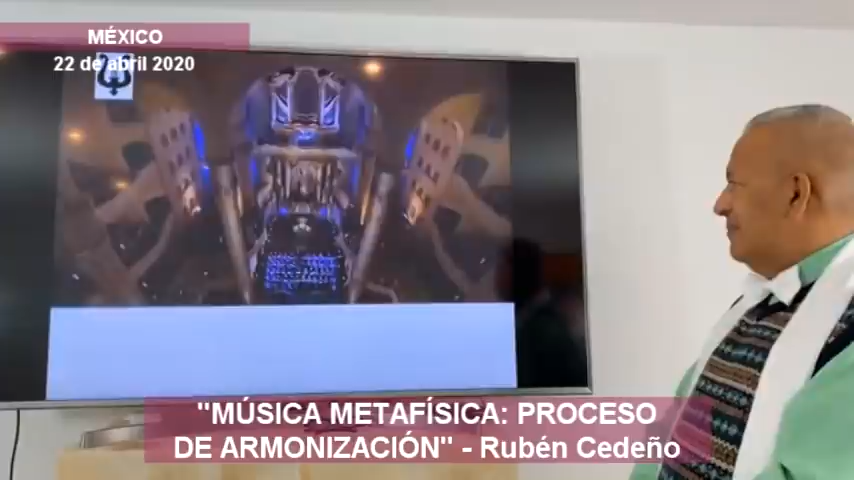 MÉXICO
22 de abril 2020
"MÚSICA METAFÍSICA: PROCESO
DE ARMONIZACIÓN" - Rubén Cedeño